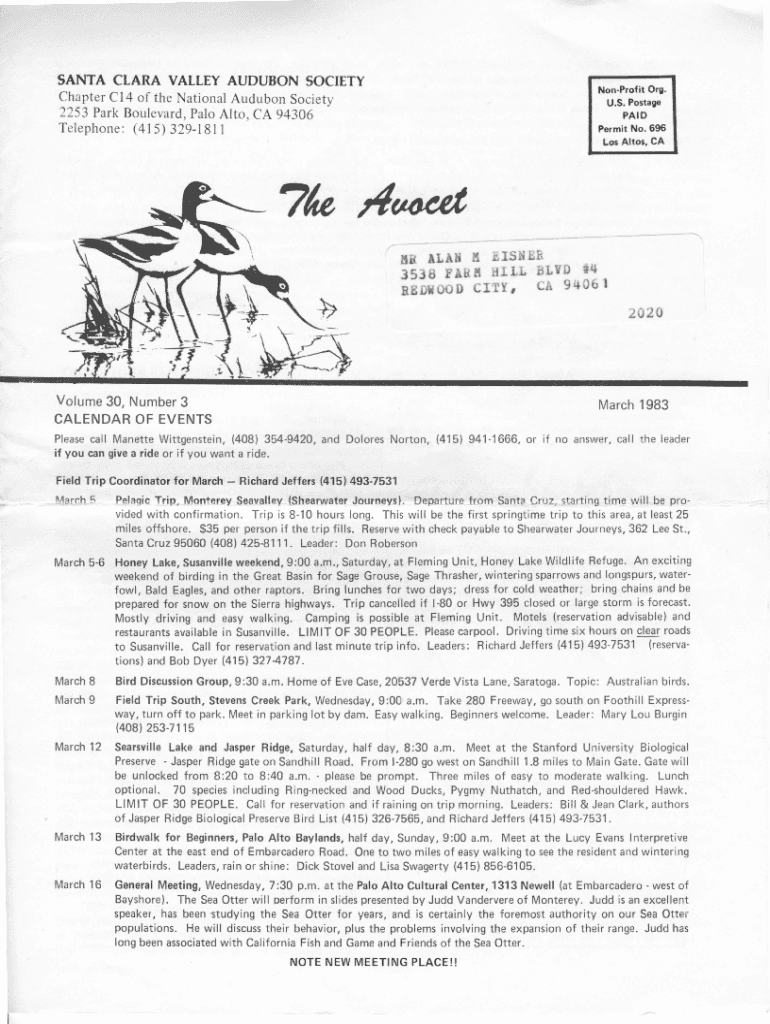 SANTA CLARA VALLEY AUDUBON SOCIETY
Chapter C14 of the National Audubon Society
2253 Park Boulevard, Palo Alto, CA 94306
Telephone: (415) 329-1811
Non-Profit Org.
U.S. Postage
PAID
Permit No. 696
Los Altos, CA
The Avocet
MR ALAN M EISNER
3538 FARM HILL BLVD #4
REDWOOD CITY, CA 94061
2020
Volume 30, Number 3
March 1983
CALENDAR OF EVENTS
Please call Manette Wittgenstein, (408) 354-9420, and Dolores Norton, (415) 941-1666, or if no answer, call the leader
if you can give a ride or if you want a ride.
Field Trip Coordinator for March — Richard Jeffers (415) 493-7531
March 5 Pelagic Trip, Monterey Seavalley (Shearwater Journeys). Departure from Santa Cruz, starting time will be pro-
vided with confirmation. Trip is 8-10 hours long. This will be the first springtime trip to this area, at least 25
miles offshore. $35 per person if the trip fills. Reserve with check payable to Shearwater Journeys, 362 Lee St.,
Santa Cruz 95060 (408) 425-8111. Leader: Don Roberson
March 5-6 Honey Lake, Susanville weekend, 9:00 a.m., Saturday, at Fleming Unit, Honey Lake Wildlife Refuge. An exciting
weekend of birding in the Great Basin for Sage Grouse, Sage Thrasher, wintering sparrows and longspurs, water-
fowl, Bald Eagles, and other raptors. Bring lunches for two days; dress for cold weather; bring chains and be
prepared for snow on the Sierra highways. Trip cancelled if I-80 or Hwy 395 closed or large storm is forecast.
Mostly driving and easy walking. Camping is possible at Fleming Unit. Motels (reservation advisable) and
restaurants available in Susanville. LIMIT OF 30 PEOPLE. Please carpool. Driving time six hours on clear roads
to Susanville. Call for reservation and last minute trip info. Leaders: Richard Jeffers (415) 493-7531 (reserva-
tions) and Bob Dyer (415) 327-4787.
March 8 Bird Discussion Group, 9:30 a.m. Home of Eve Case, 20537 Verde Vista Lane, Saratoga. Topic: Australian birds.
March 9 Field Trip South, Stevens Creek Park, Wednesday, 9:00 a.m. Take 280 Freeway, go south on Foothill Express-
way, turn off to park. Meet in parking lot by dam. Easy walking. Beginners welcome. Leader: Mary Lou Burgin
(408) 253-7115
March 12 Searsville Lake and Jasper Ridge, Saturday, half day, 8:30 a.m. Meet at the Stanford University Biological
Preserve - Jasper Ridge gate on Sandhill Road. From I-280 go west on Sandhill 1.8 miles to Main Gate. Gate will
be unlocked from 8:20 to 8:40 a.m. - please be prompt. Three miles of easy to moderate walking. Lunch
optional. 70 species including Ring-necked and Wood Ducks, Pygmy Nuthatch, and Red-shouldered Hawk.
LIMIT OF 30 PEOPLE. Call for reservation and if raining on trip morning. Leaders: Bill & Jean Clark, authors
of Jasper Ridge Biological Preserve Bird List (415) 326-7565, and Richard Jeffers (415) 493-7531.
March 13 Birdwalk for Beginners, Palo Alto Baylands, half day, Sunday, 9:00 am. Meet at the Lucy Evans Interpretive
Center at the east end of Embarcadero Road. One to two miles of easy walking to see the resident and wintering
waterbirds. Leaders, rain or shine: Dick Stovel and Lisa Swagerty (415) 856-6105.
March 16 General Meeting, Wednesday, 7:30 p.m. at the Palo Alto Cultural Center, 1313 Newell (at Embarcadero - west of
Bayshore). The Sea Otter will perform in slides presented by Judd Vandervere of Monterey. Judd is an excellent
speaker, has been studying the Sea Otter for years, and is certainly the foremost authority on our Sea Otter
populations. He will discuss their behavior, plus the problems involving the expansion of their range. Judd has
long been associated with California Fish and Game and Friends of the Sea Otter.
NOTE NEW MEETING PLACE!!